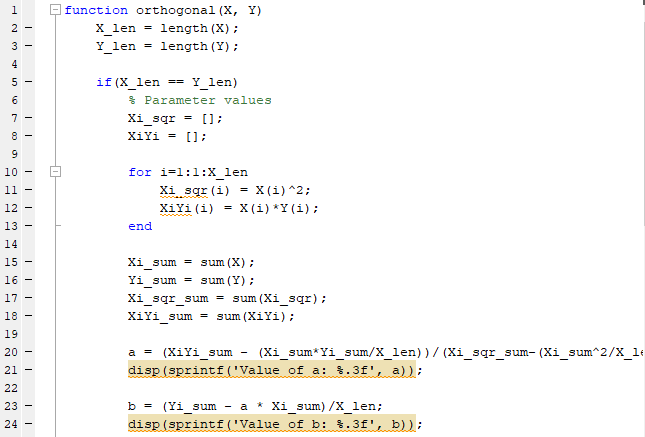 1 function orthogonal(X, Y)
2 – X_len = length(X);
3 – Y_len = length(Y);
4
5 – if(X_len == Y_len)
6 % Parameter values
7 – Xi_sqr = [];
8 – XiYi = [];
9
10 – for i=1:1:X_len
11 – Xi_sqr(i) = X(i)^2;
12 – XiYi(i) = X(i)*Y(i);
13 – end
14
15 – Xi_sum = sum(X);
16 – Yi_sum = sum(Y);
17 – Xi_sqr_sum = sum(Xi_sqr);
18 – XiYi_sum = sum(XiYi);
19
20 – a = (XiYi_sum - (Xi_sum*Yi_sum/X_len))/(Xi_sqr_sum-(Xi_sum^2/X_l
21 – disp(sprintf('Value of a: %.3f', a));
22
23 – b = (Yi_sum - a * Xi_sum)/X_len;
24 – disp(sprintf('Value of b: %.3f', b));